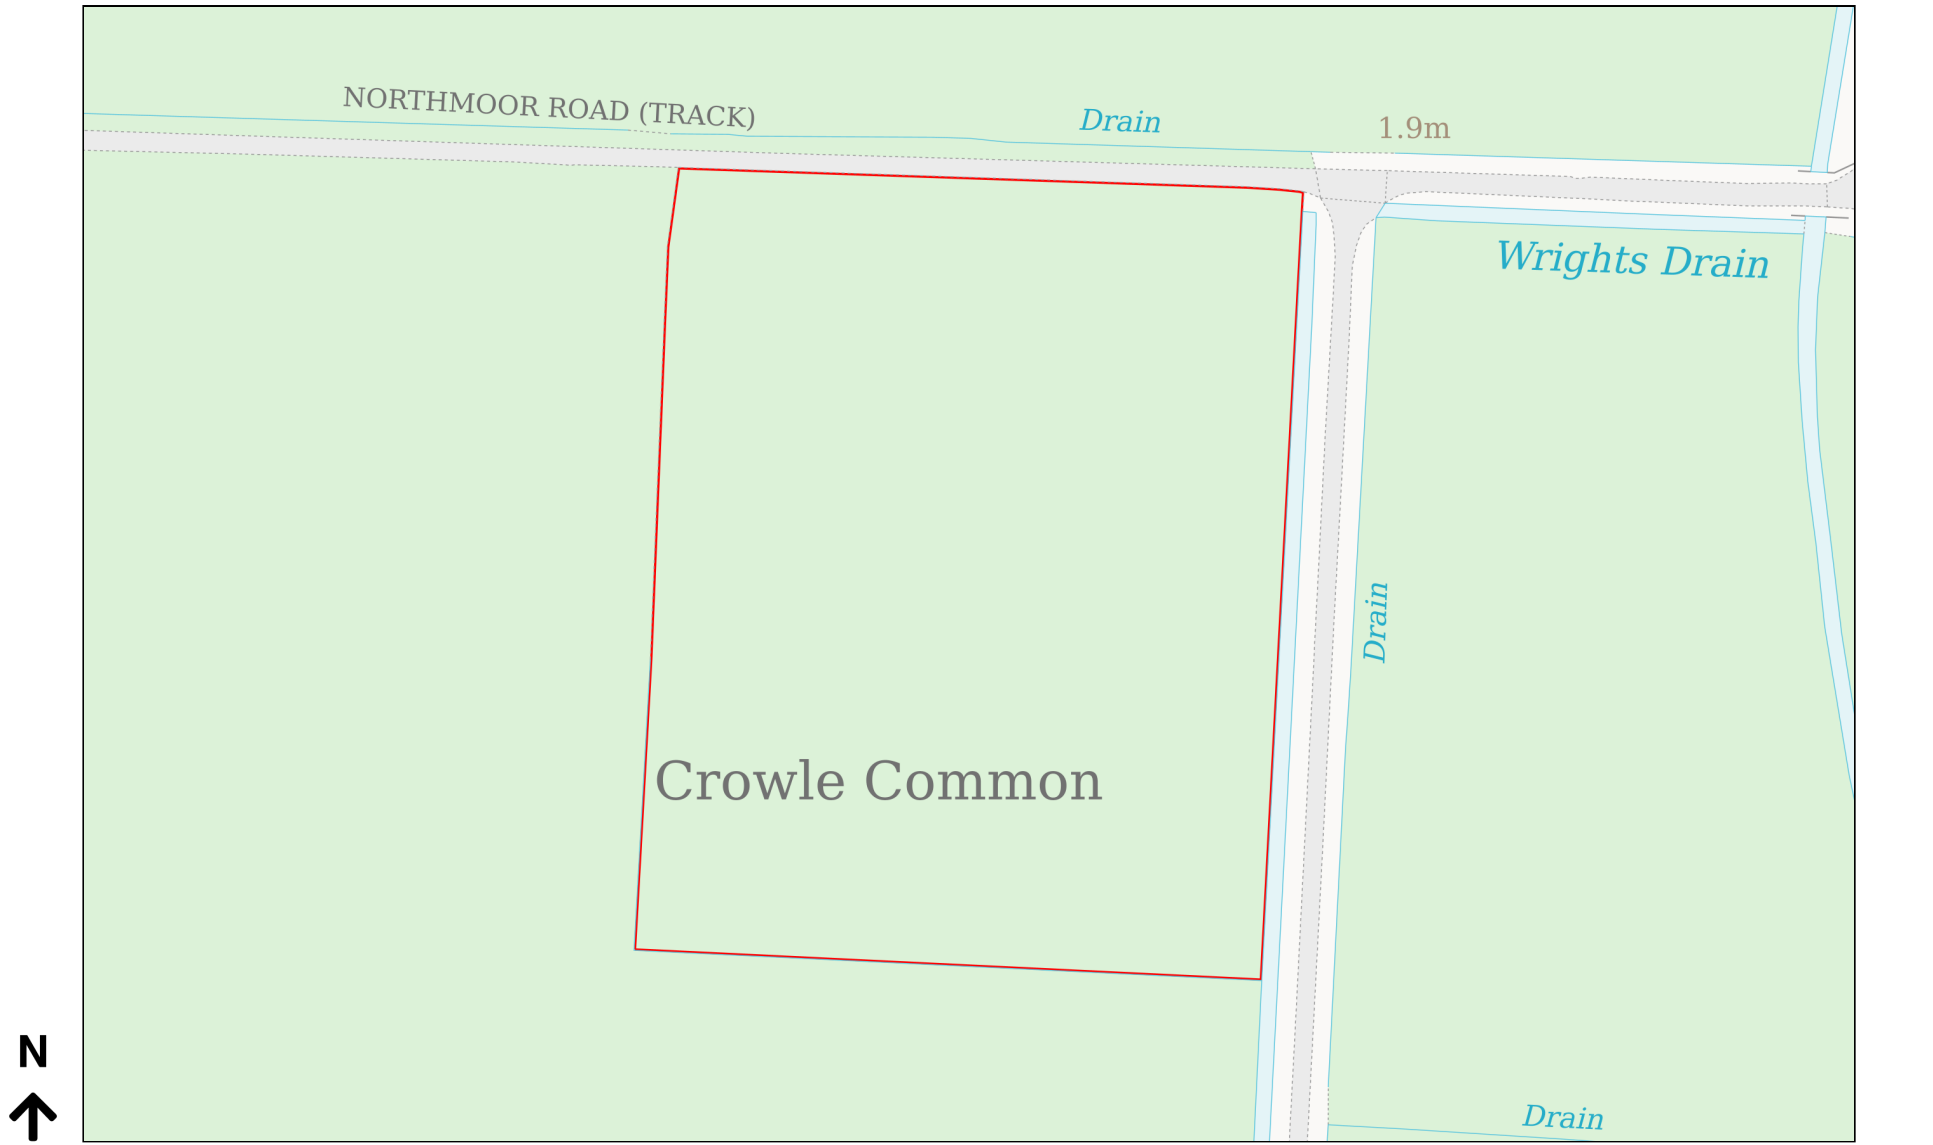 NORTHMOOR ROAD (TRACK)
Drain
1.9m
Wrights Drain
Drain
Crowle Common
N
Drain